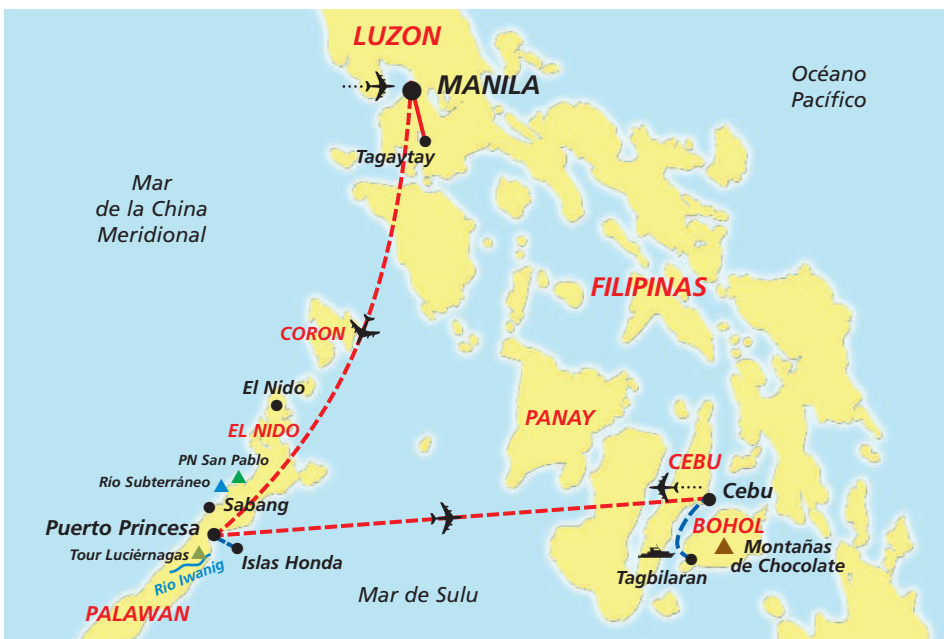 LUZON
MANILA
Océano
Pacífico
Tagaytay
Mar
de la China
Meridional
FILIPINAS
CORON
El Nido
EL NIDO
PANAY
PN San Pablo
CEBU
Río Subterráneo
Cebu
Sabang
Puerto Princesa
BOHOL
Tour Luciérnagas
Islas Honda
Montañas
de Chocolate
Río Iwanig
Tagbilaran
Mar de Sulu
PALAWAN